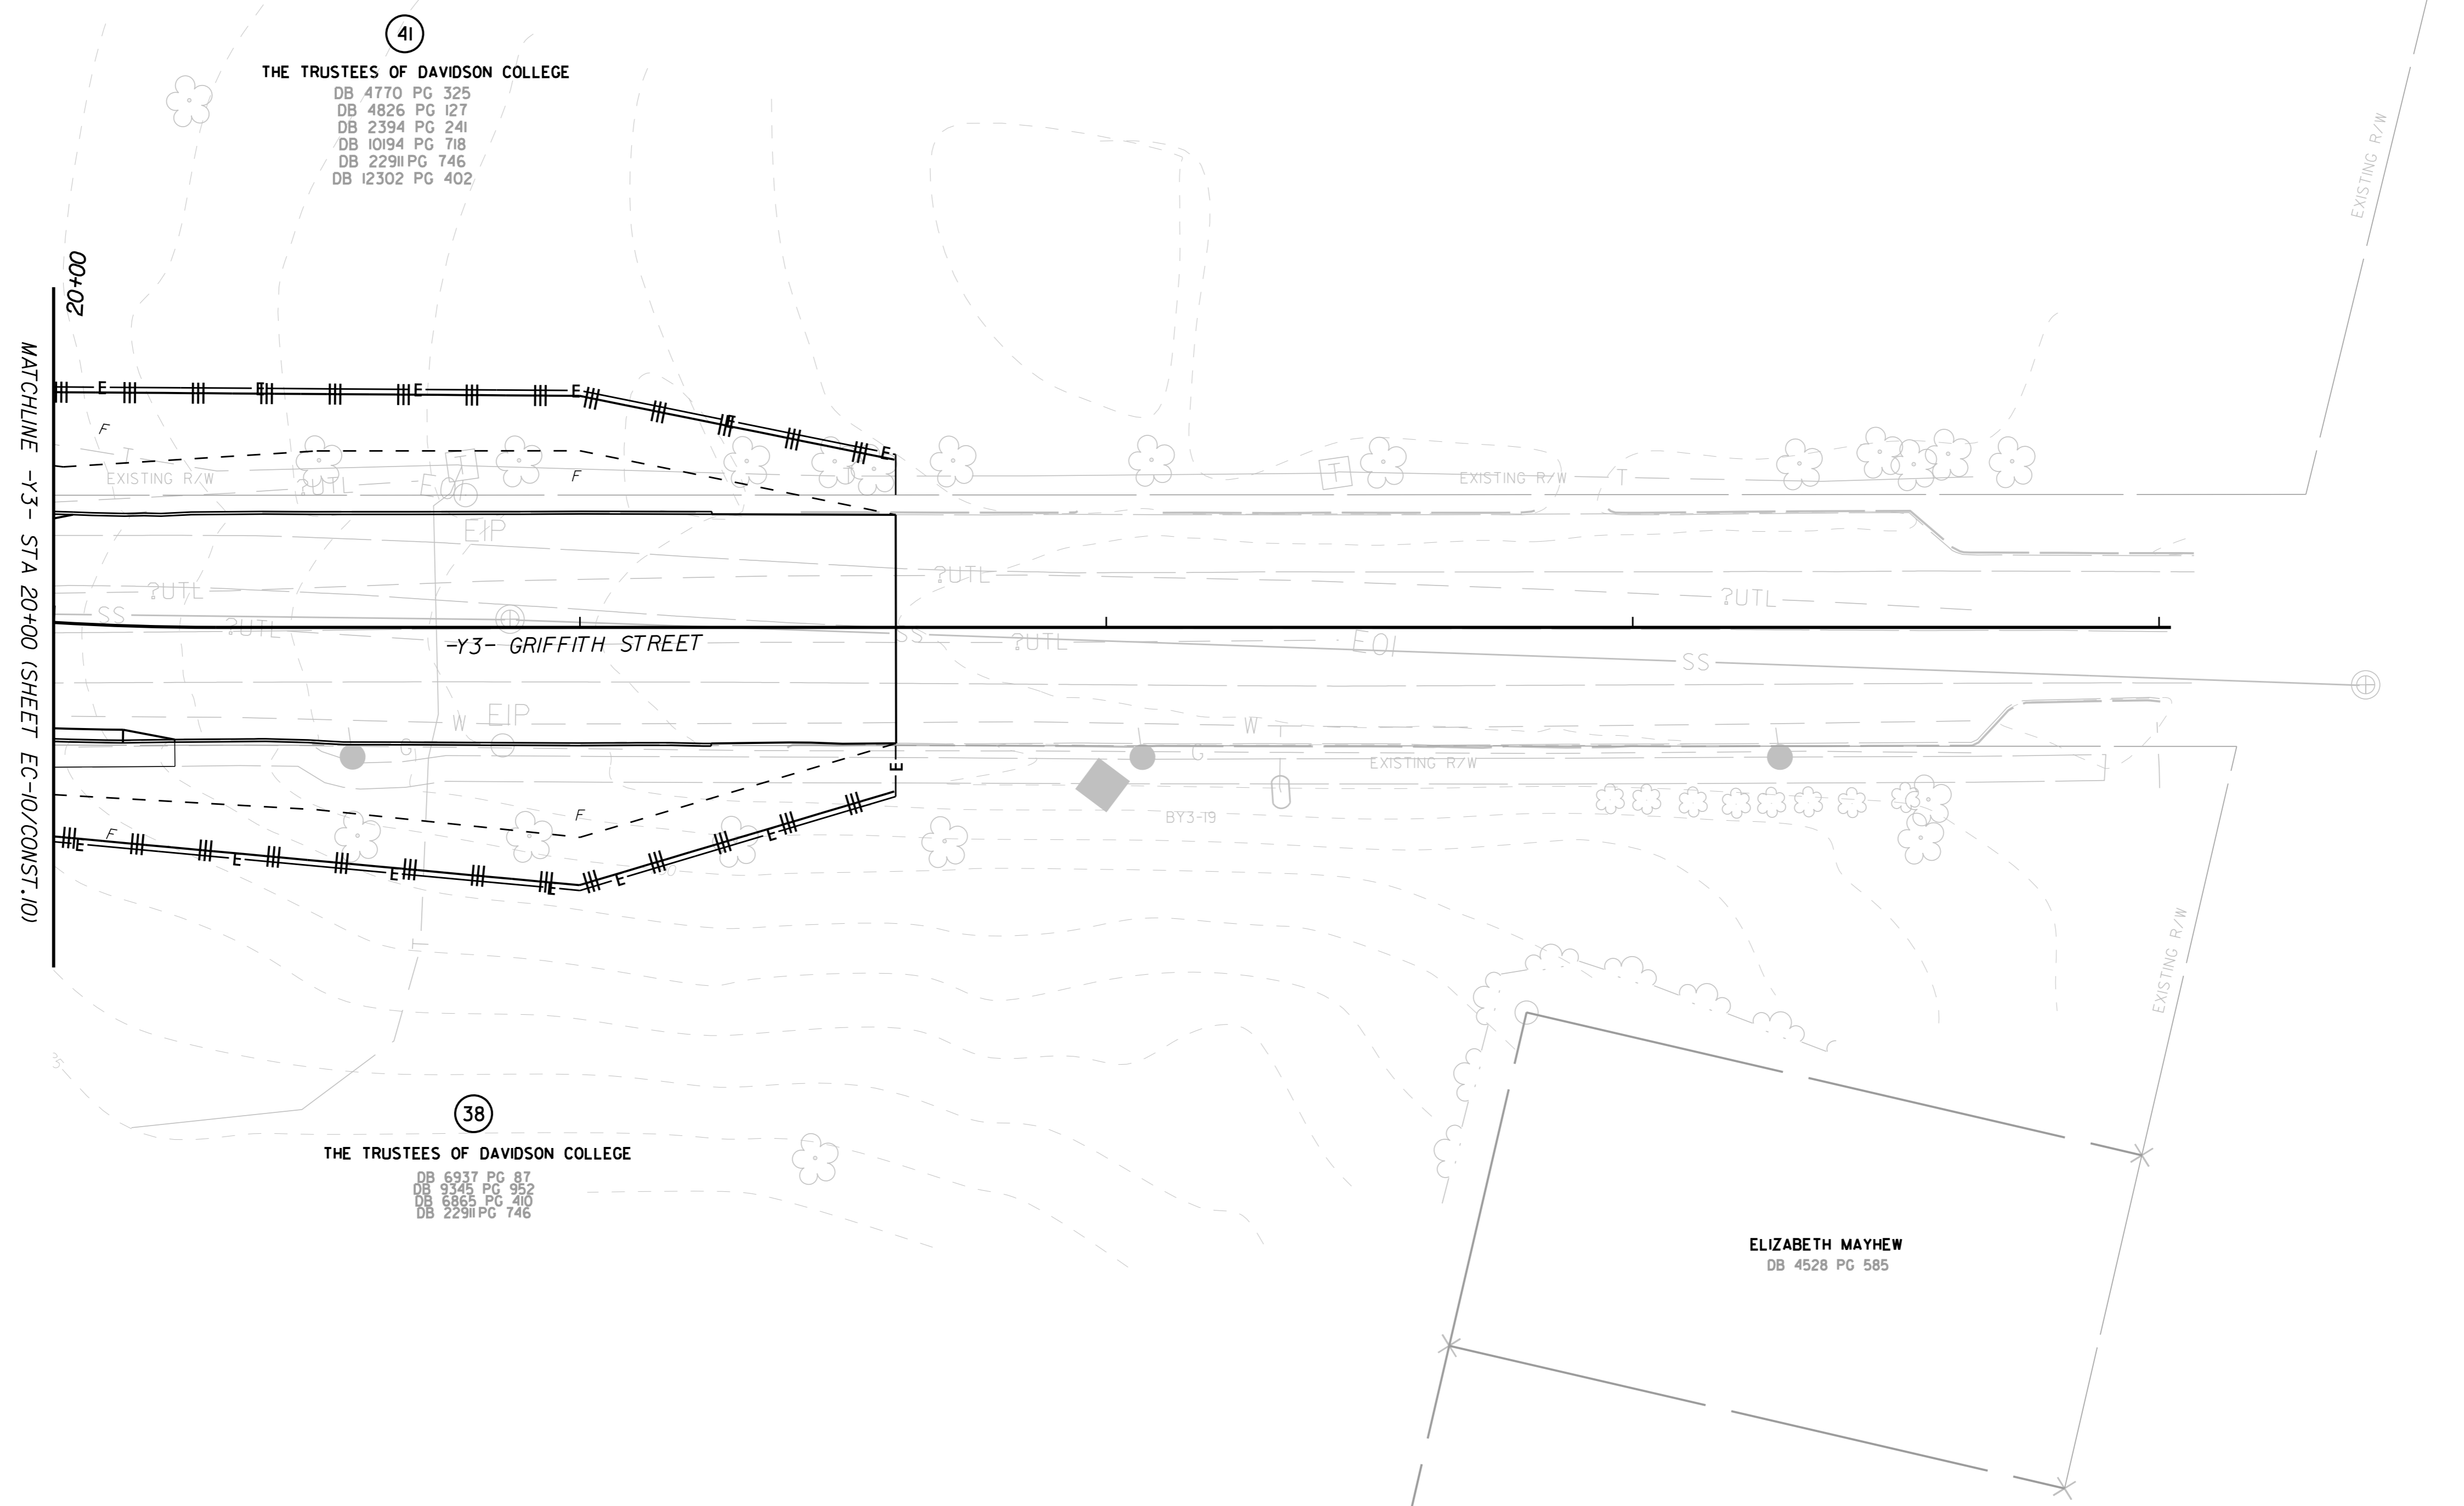 41
THE TRUSTEES OF DAVIDSON COLLEGE
DB 4770 PG 325
DB 4826 PG 127
DB 2394 PG 241
DB 10194 PG 718
DB 22911 PG 746
DB 12302 PG 402
EXISTING R/W
20+00
MATCHLINE -Y3- STA 20+00 (SHEET EC-10/CONST.10)
E
E
E
E
E
E
F
T
EXISTING R/W
?UTL
EOI
T
F
T
EXISTING R/W
T
EIP
?UTL
?UTL
?UTL
SS
?UTL
SS
?UTL
EOI
SS
-Y3- GRIFFITH STREET
W
EIP
W
T
G
G
E
EXISTING R/W
BY3-19
F
F
E
E
E
E
E
E
T
EXISTING R/W
38
THE TRUSTEES OF DAVIDSON COLLEGE
DB 6937 PG 87
DB 9345 PG 952
DB 6865 PG 410
DB 22911 PG 746
ELIZABETH MAYHEW
DB 4528 PG 585